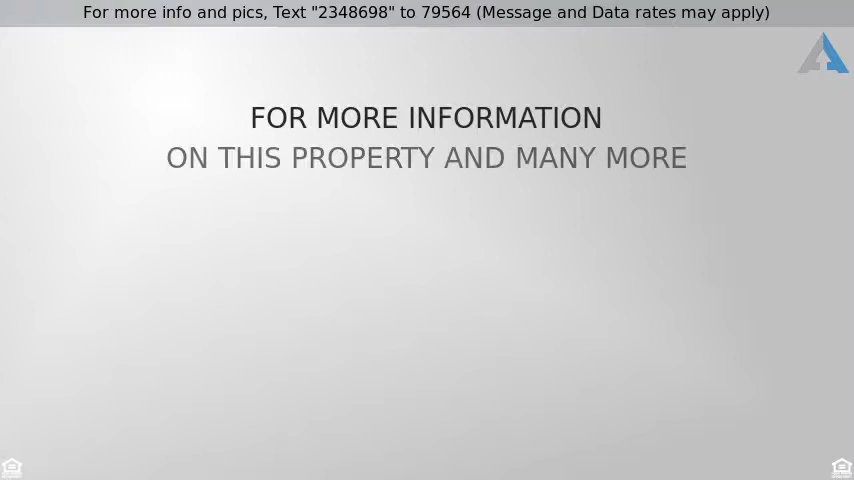 For more info and pics, Text "2348698" to 79564 (Message and Data rates may apply)
FOR MORE INFORMATION
ON THIS PROPERTY AND MANY MORE